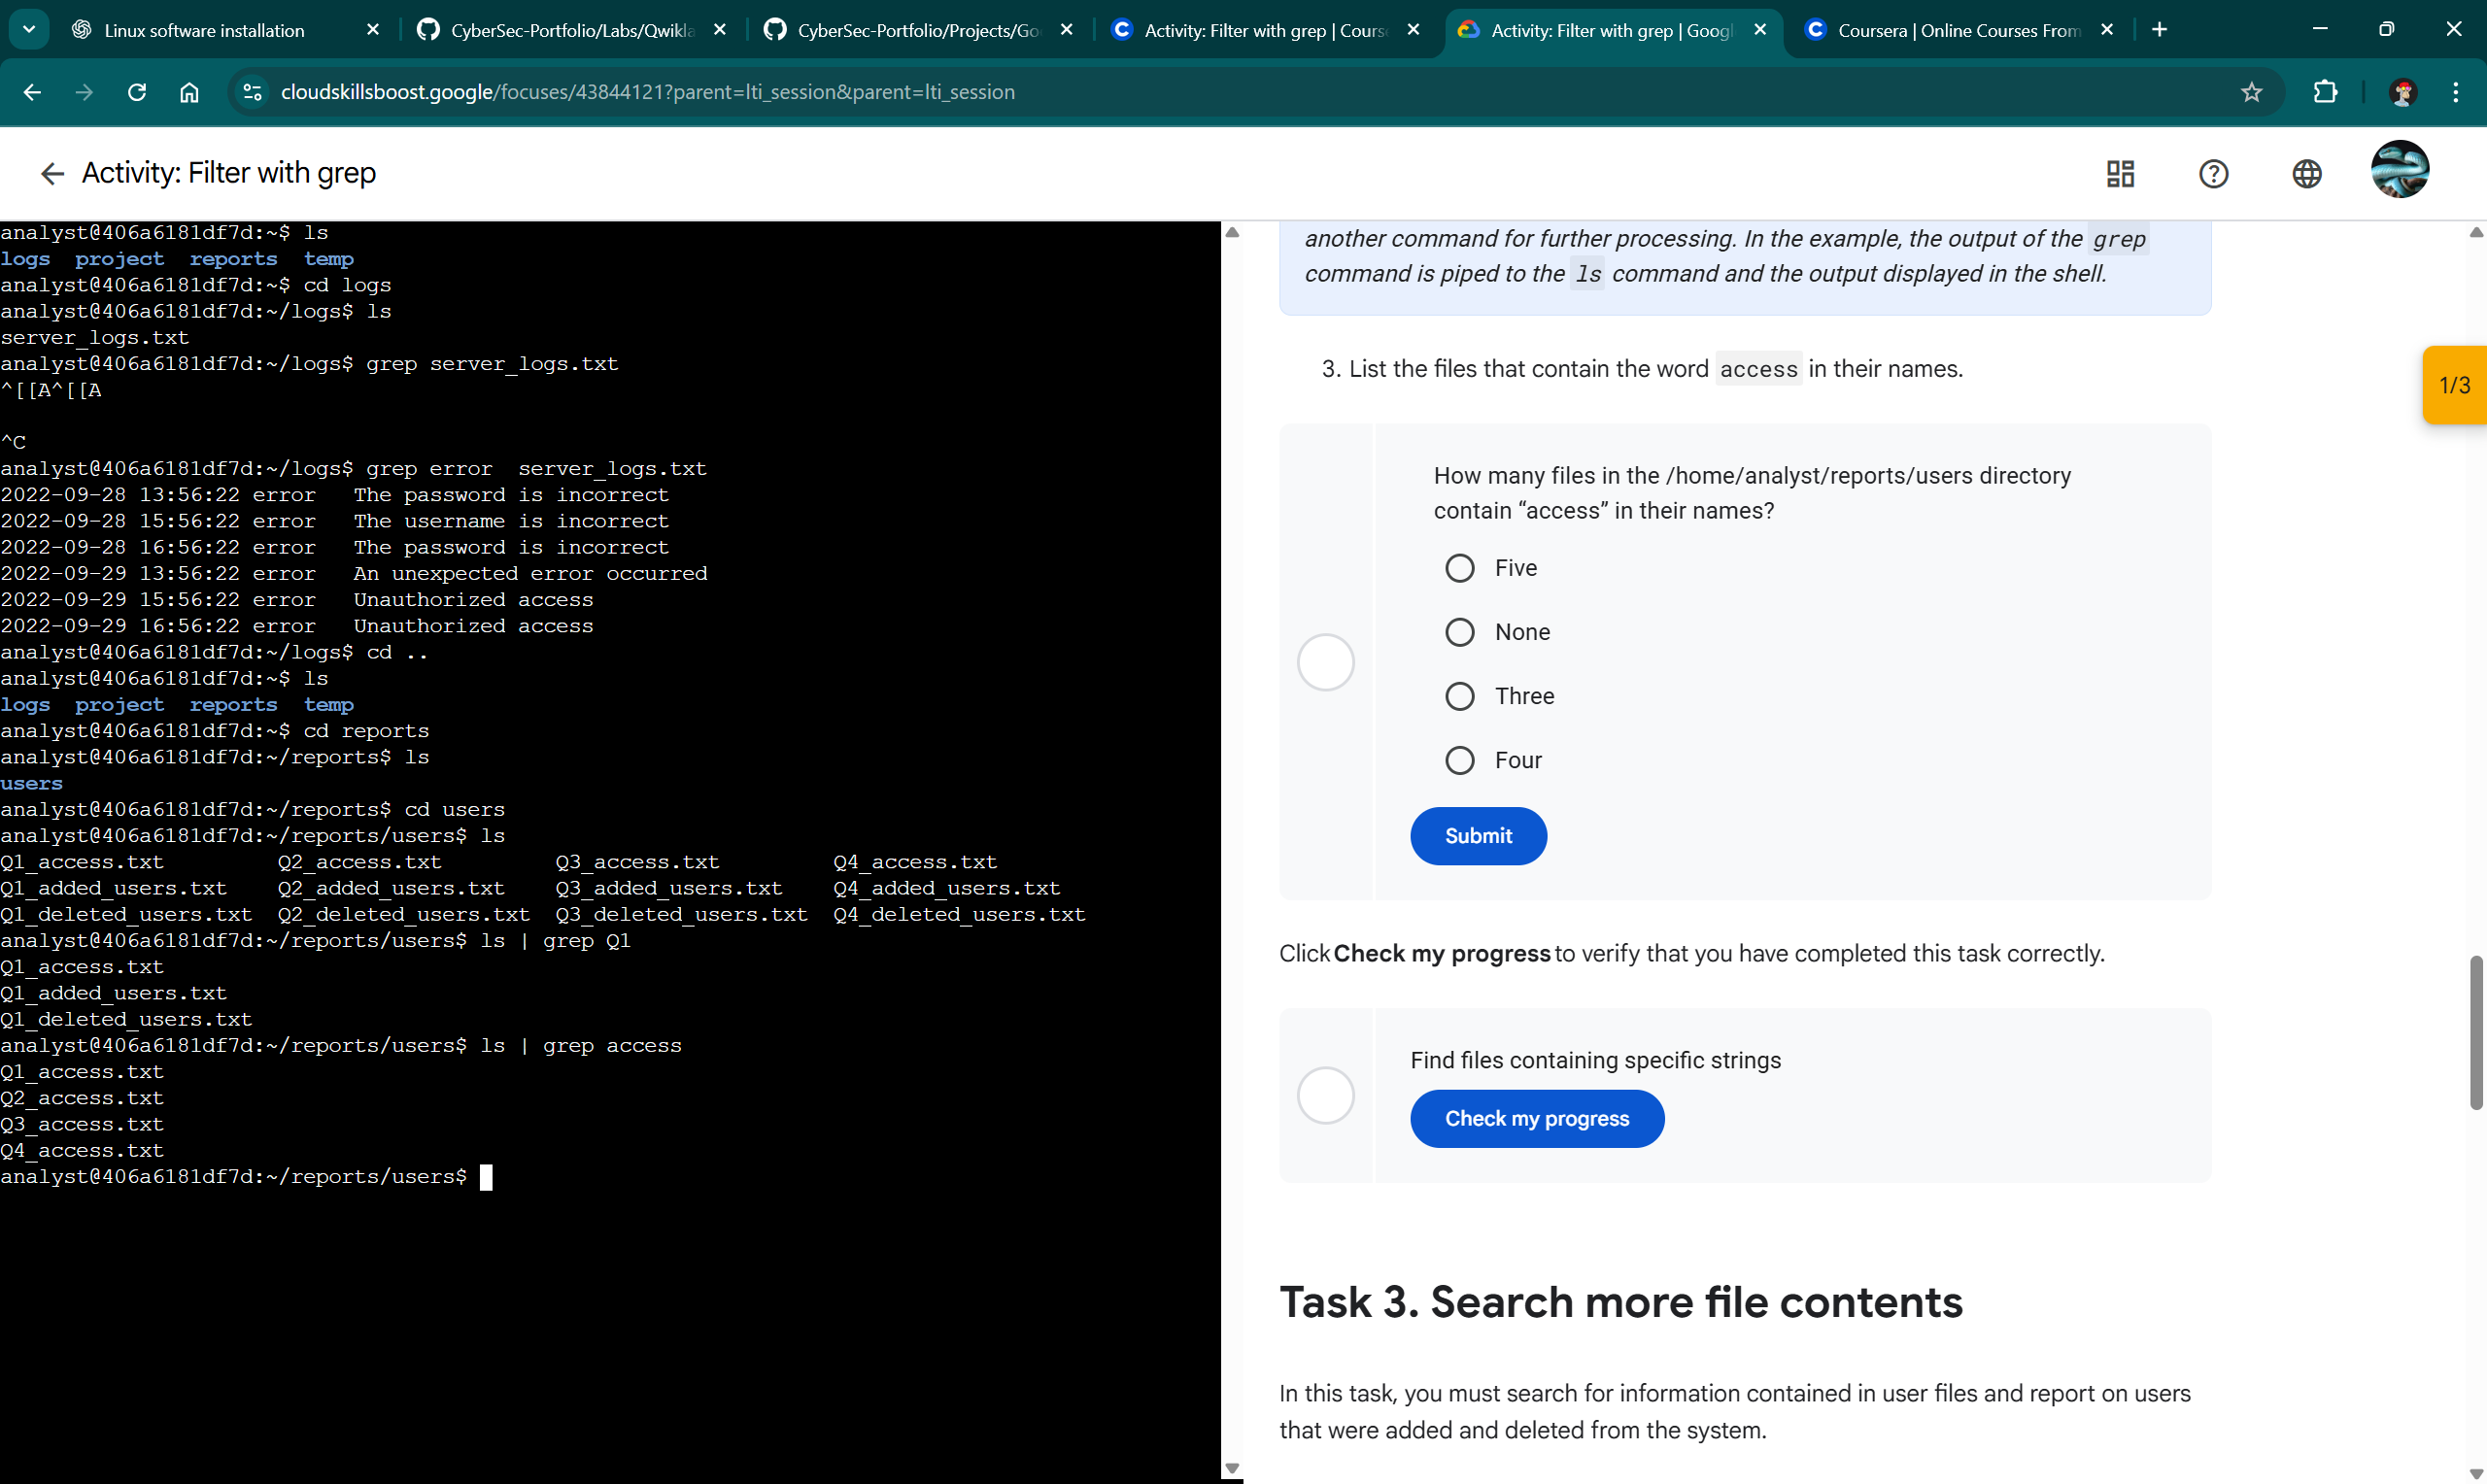 Linux software installation
CyberSec-Portfolio/Labs/Qwikla
CyberSec-Portfolio/Projects/Go
Activity: Filter with grep | Cours
Activity: Filter with grep | Goog
Coursera | Online Courses From
cloudskillsboost.google/focuses/43844121?parent=lti_session&parent=lti_session
Activity: Filter with grep
analyst@406a6181df7d:~$ ls
logs  project  reports  temp
analyst@406a6181df7d:~$ cd logs
analyst@406a6181df7d:~/logs$ ls
server_logs.txt
analyst@406a6181df7d:~/logs$ grep server_logs.txt
^[[A^[[A
^C
analyst@406a6181df7d:~/logs$ grep error  server_logs.txt
2022-09-28 13:56:22 error   The password is incorrect
2022-09-28 15:56:22 error   The username is incorrect
2022-09-28 16:56:22 error   The password is incorrect
2022-09-29 13:56:22 error   An unexpected error occurred
2022-09-29 15:56:22 error   Unauthorized access
2022-09-29 16:56:22 error   Unauthorized access
analyst@406a6181df7d:~/logs$ cd ..
analyst@406a6181df7d:~$ ls
logs  project  reports  temp
analyst@406a6181df7d:~$ cd reports
analyst@406a6181df7d:~/reports$ ls
users
analyst@406a6181df7d:~/reports$ cd users
analyst@406a6181df7d:~/reports/users$ ls
Q1_access.txt         Q2_access.txt         Q3_access.txt         Q4_access.txt
Q1_added_users.txt    Q2_added_users.txt    Q3_added_users.txt    Q4_added_users.txt
Q1_deleted_users.txt  Q2_deleted_users.txt  Q3_deleted_users.txt  Q4_deleted_users.txt
analyst@406a6181df7d:~/reports/users$ ls | grep Q1
Q1_access.txt
Q1_added_users.txt
Q1_deleted_users.txt
analyst@406a6181df7d:~/reports/users$ ls | grep access
Q1_access.txt
Q2_access.txt
Q3_access.txt
Q4_access.txt
analyst@406a6181df7d:~/reports/users$
another command for further processing. In the example, the output of the grep
command is piped to the ls command and the output displayed in the shell.
3. List the files that contain the word access in their names.
1/3
How many files in the /home/analyst/reports/users directory
contain “access” in their names?
Five
None
Three
Four
Submit
Click Check my progress to verify that you have completed this task correctly.
Find files containing specific strings
Check my progress
Task 3. Search more file contents
In this task, you must search for information contained in user files and report on users
that were added and deleted from the system.